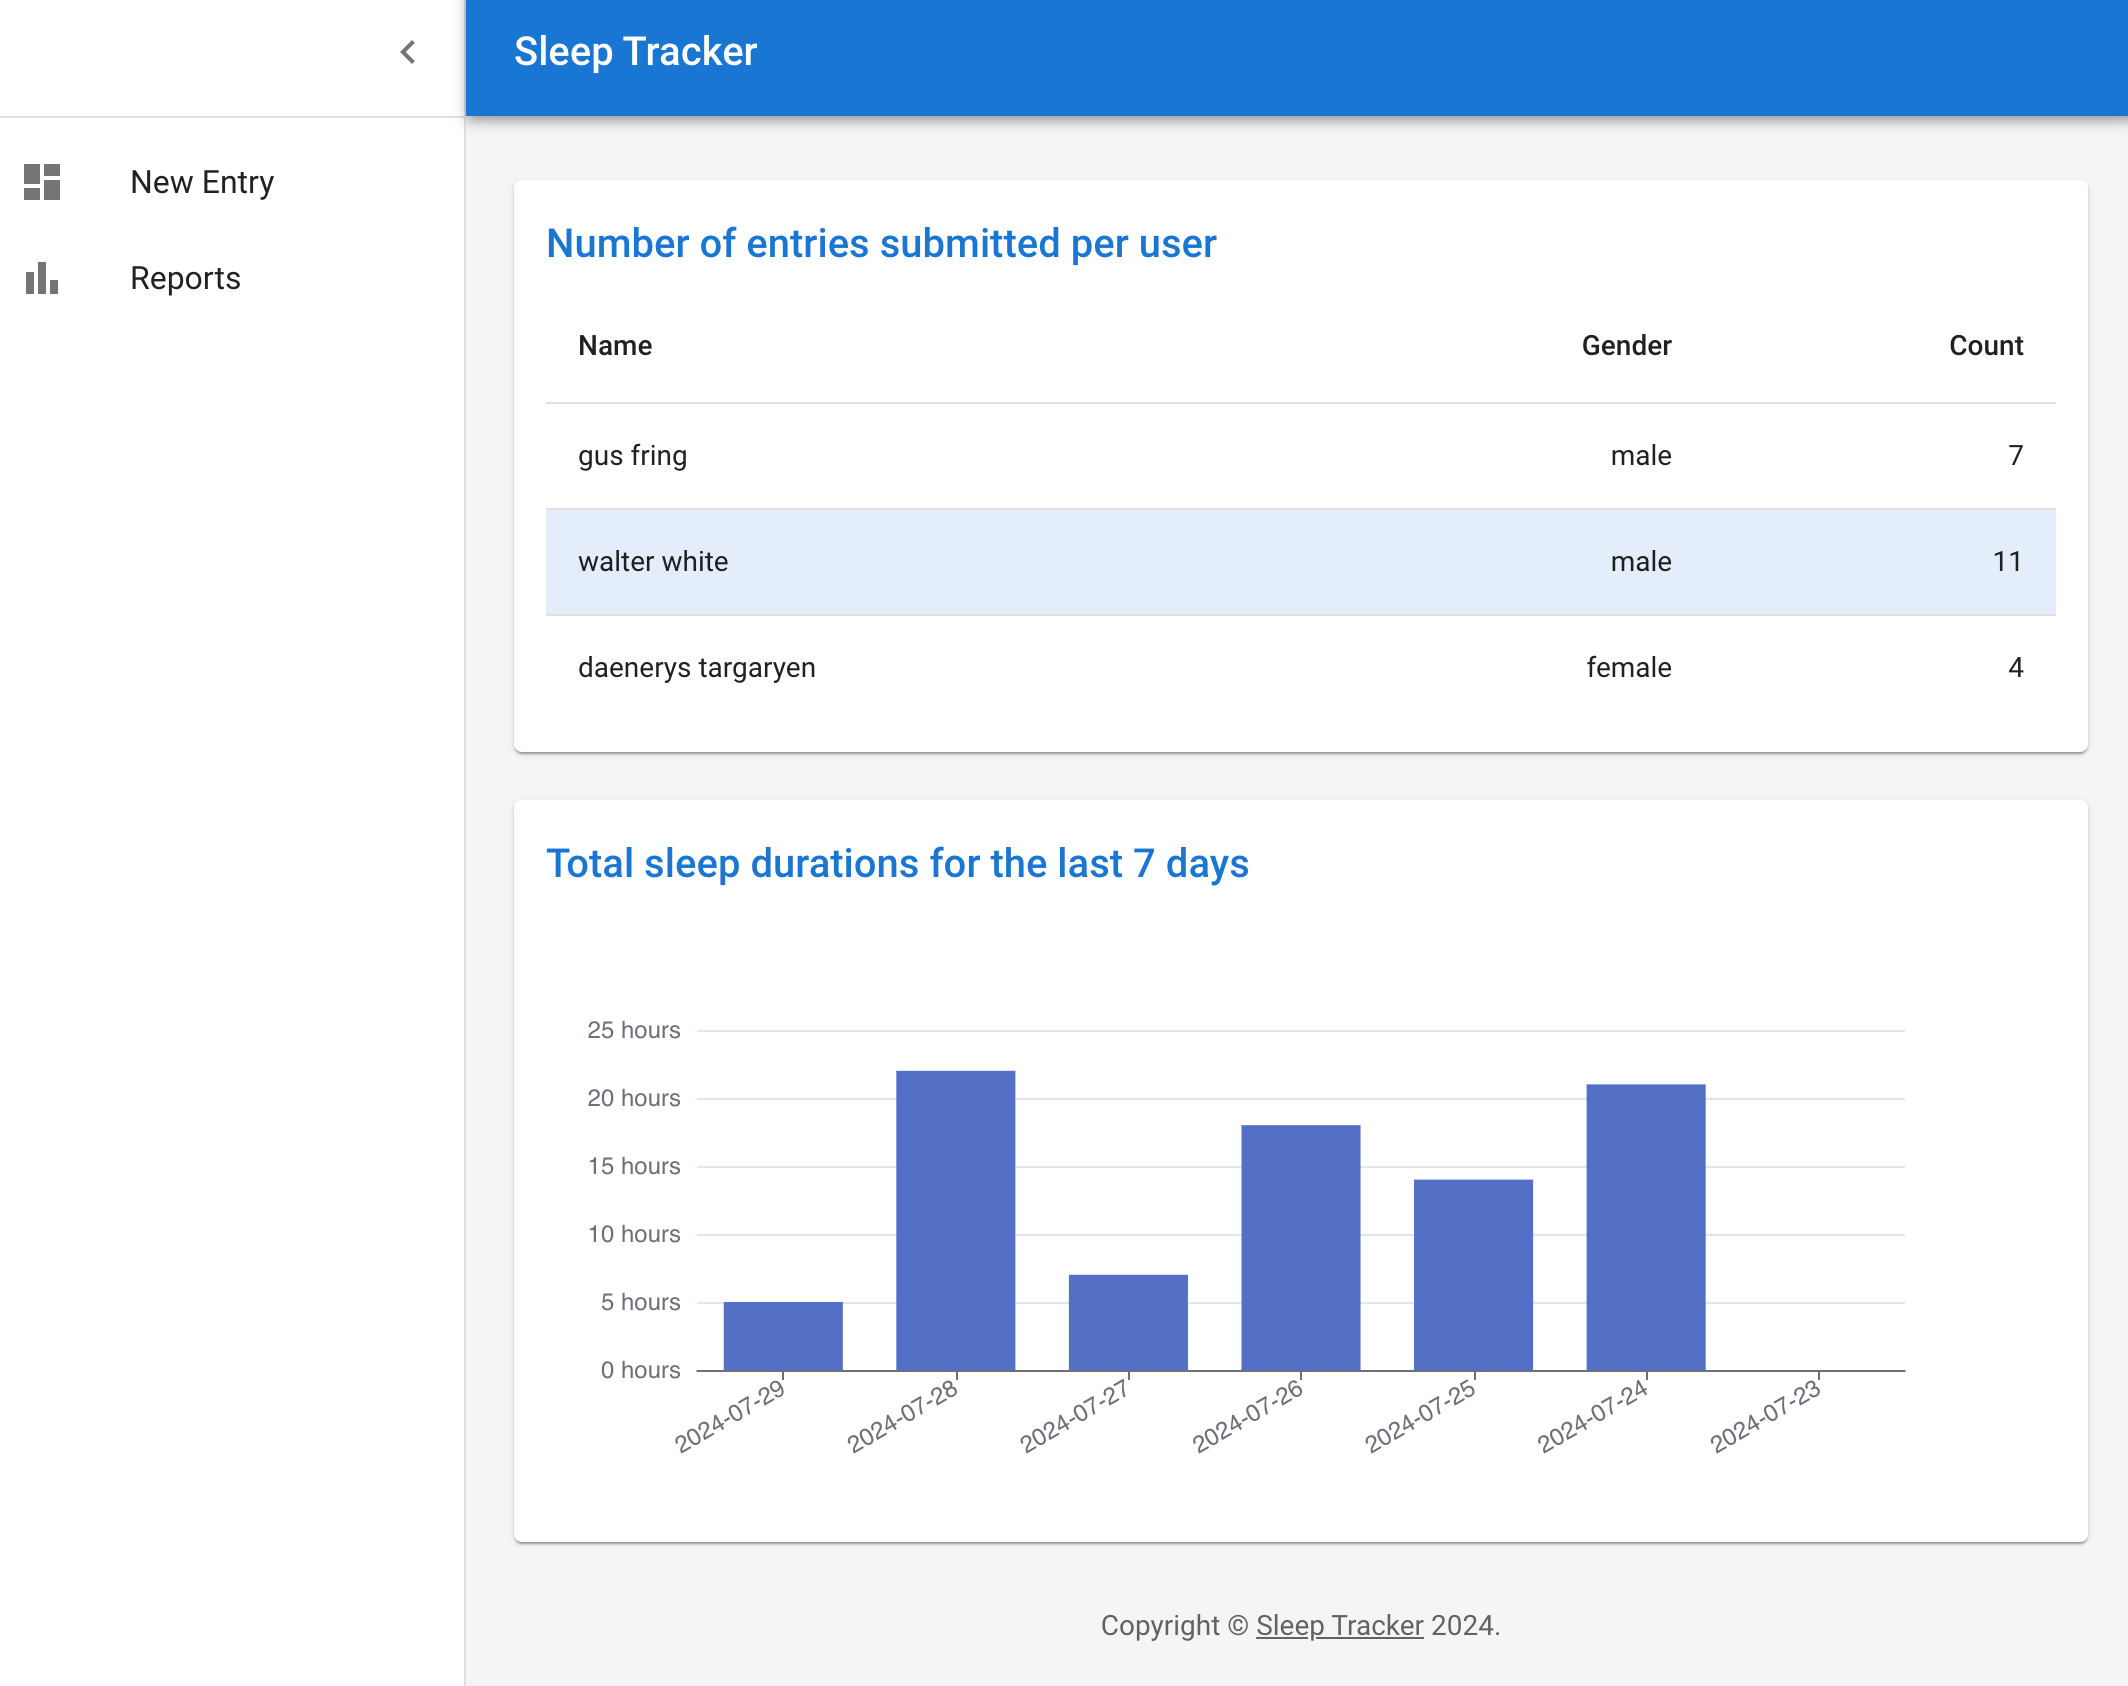 Sleep Tracker
New Entry
Reports
Number of entries submitted per user
Name Gender Count
gus fring male 7
walter white male 11
daenerys targaryen female 4
Total sleep durations for the last 7 days
25 hours
20 hours
15 hours
10 hours
5 hours
0 hours
2024-07-29 2024-07-28 2024-07-27 2024-07-26 2024-07-25 2024-07-24 2024-07-23
Copyright © Sleep Tracker 2024.